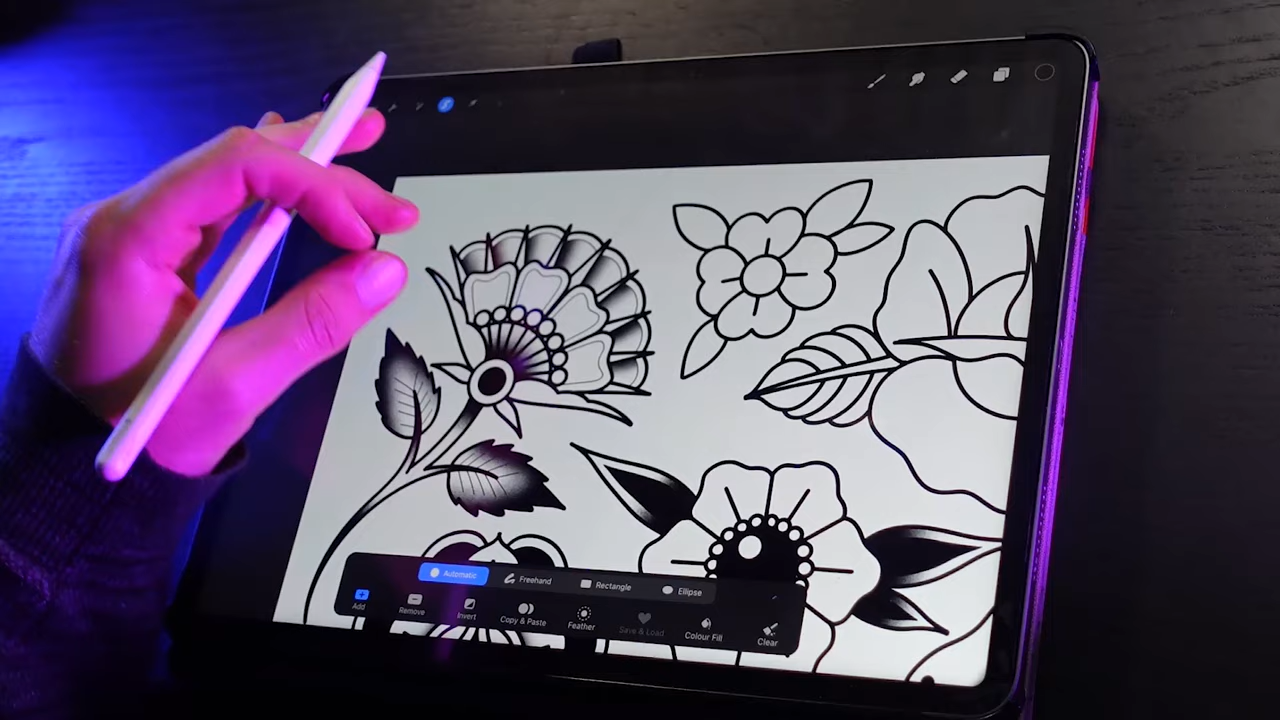 Automatic Freehand Rectangle Ellipse
Add Remove Invert Copy & Paste Feather Save & Load Colour Fill Clear